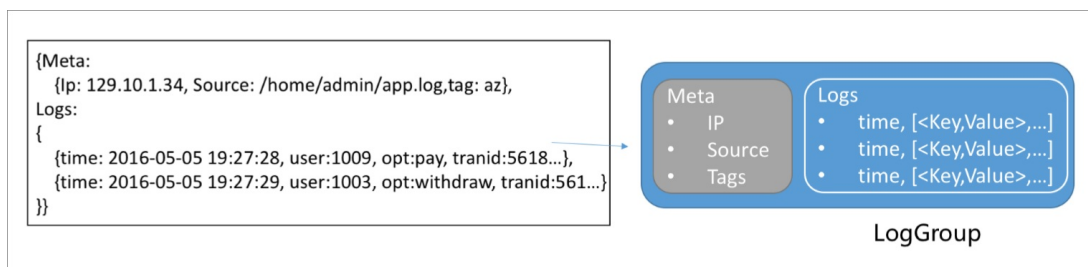 {Meta:
{Ip: 129.10.1.34, Source: /home/admin/app.log,tag: az},
Logs:
{
{time: 2016-05-05 19:27:28, user:1009, opt:pay, tranid:5618...},
{time: 2016-05-05 19:27:29, user:1003, opt:withdraw, tranid:561...}
}}
Meta
• IP
• Source
• Tags
Logs
• time, [<Key,Value>,...]
• time, [<Key,Value>,...]
• time, [<Key,Value>,...]
LogGroup